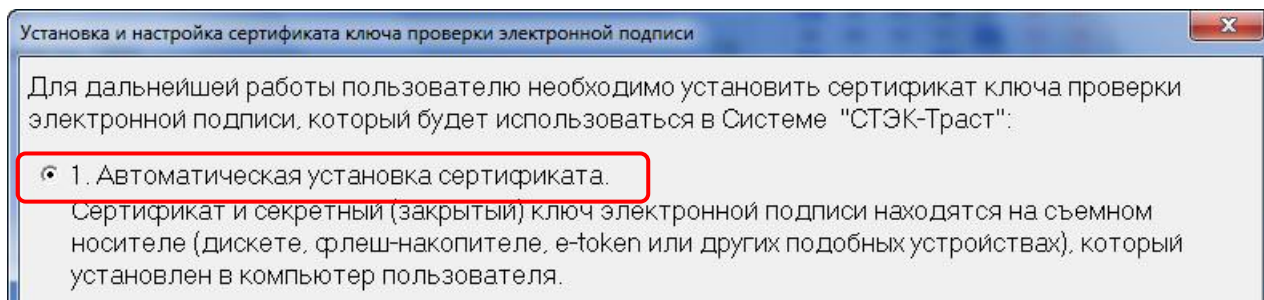 Установка и настройка сертификата ключа проверки электронной подписи
Для дальнейшей работы пользователю необходимо установить сертификат ключа проверки
электронной подписи, который будет использоваться в Системе "СТЭК-Траст":
1. Автоматическая установка сертификата.
Сертификат и секретный (закрытый) ключ электронной подписи находятся на съемном
носителе (дискете, флеш-накопителе, e-token или других подобных устройствах), который
установлен в компьютер пользователя.